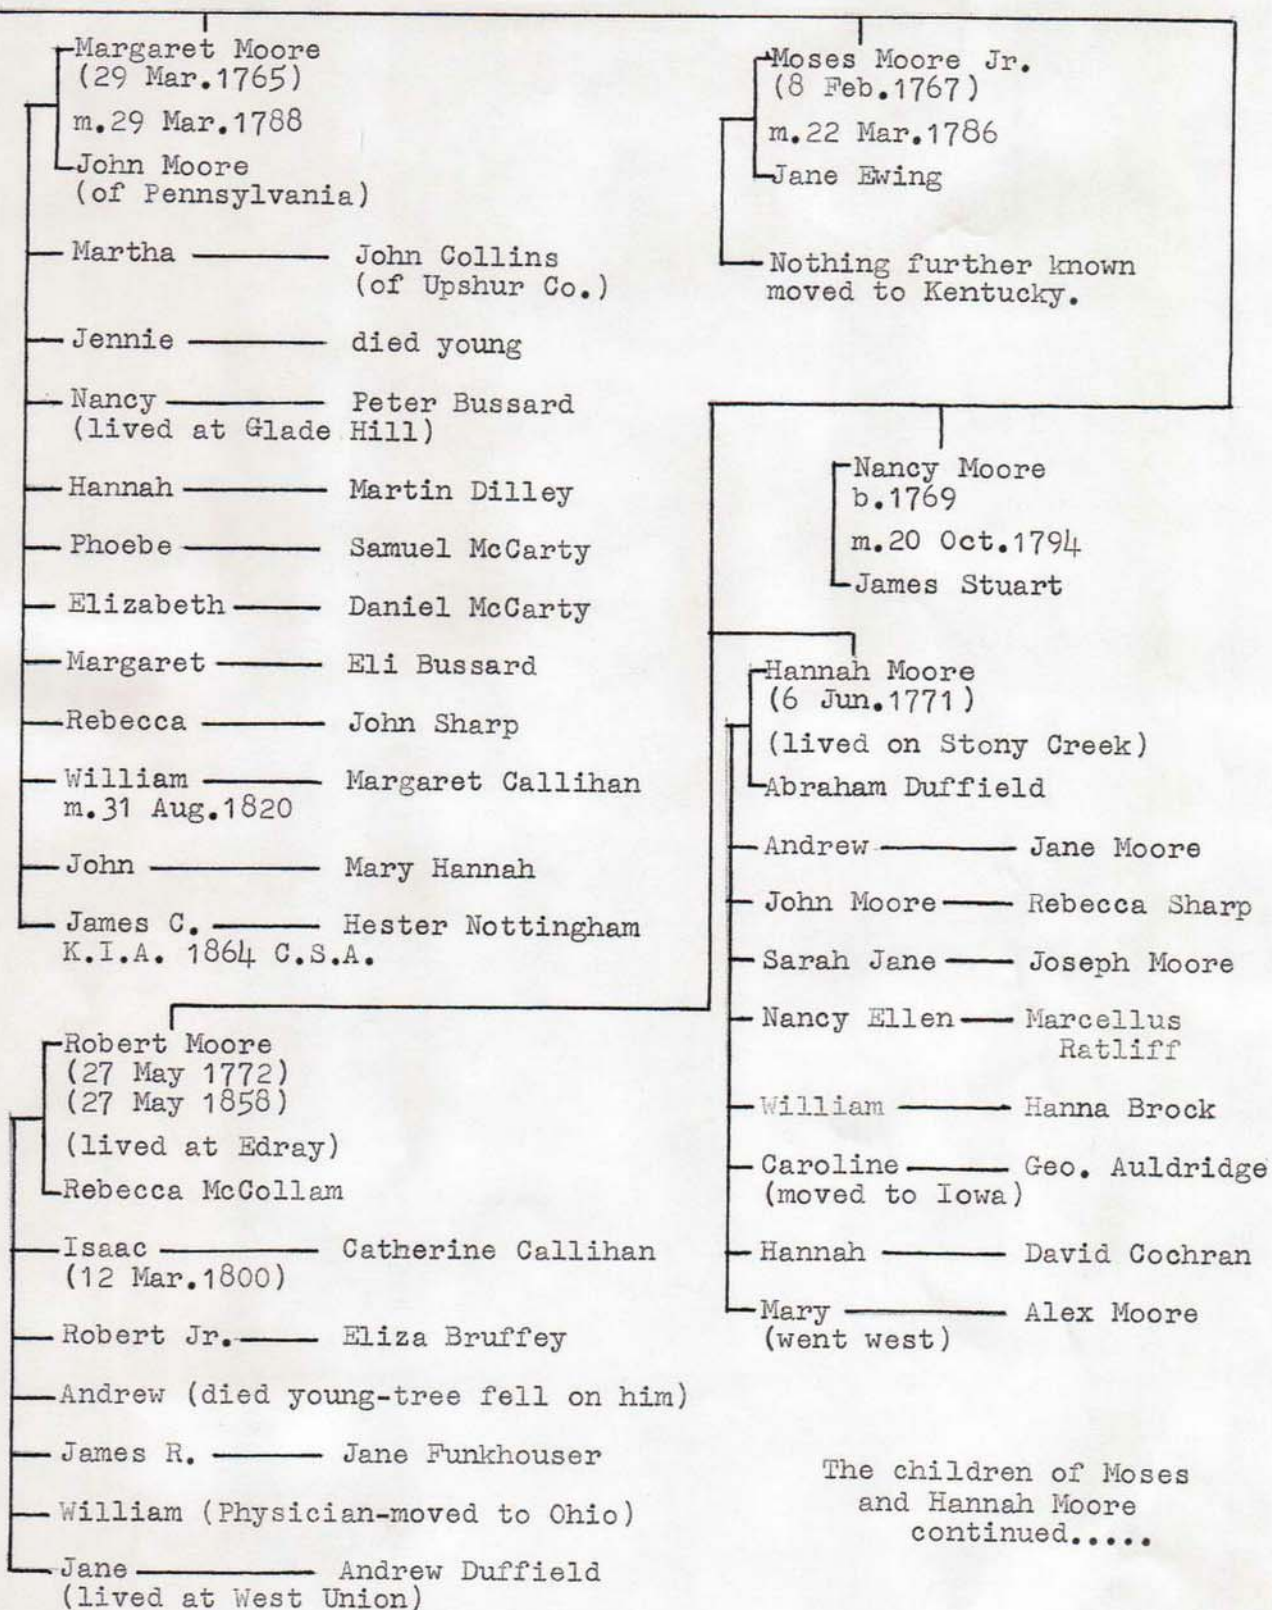 Margaret Moore
(29 Mar.1765)
m.29 Mar.1788
John Moore
(of Pennsylvania)
Martha John Collins
(of Upshur Co.)
Jennie died young
Nancy Peter Bussard
(lived at Glade Hill)
Hannah Martin Dilley
Phoebe Samuel McCarty
Elizabeth Daniel McCarty
Margaret Eli Bussard
Rebecca John Sharp
William Margaret Callihan
m.31 Aug.1820
John Mary Hannah
James C. Hester Nottingham
K.I.A. 1864 C.S.A.
Moses Moore Jr.
(8 Feb.1767)
m.22 Mar.1786
Jane Ewing
Nothing further known
moved to Kentucky.
Nancy Moore
b.1769
m.20 Oct.1794
James Stuart
Hannah Moore
(6 Jun.1771)
(lived on Stony Creek)
Abraham Duffield
Andrew Jane Moore
John Moore Rebecca Sharp
Sarah Jane Joseph Moore
Nancy Ellen Marcellus
Ratliff
William Hanna Brock
Caroline Geo. Auldridge
(moved to Iowa)
Hannah David Cochran
Mary Alex Moore
(went west)
Robert Moore
(27 May 1772)
(27 May 1858)
(lived at Edray)
Rebecca McCollam
Isaac Catherine Callihan
(12 Mar.1800)
Robert Jr. Eliza Bruffey
Andrew (died young-tree fell on him)
James R. Jane Funkhouser
William (Physician-moved to Ohio)
Jane Andrew Duffield
(lived at West Union)
The children of Moses
and Hannah Moore
continued.....